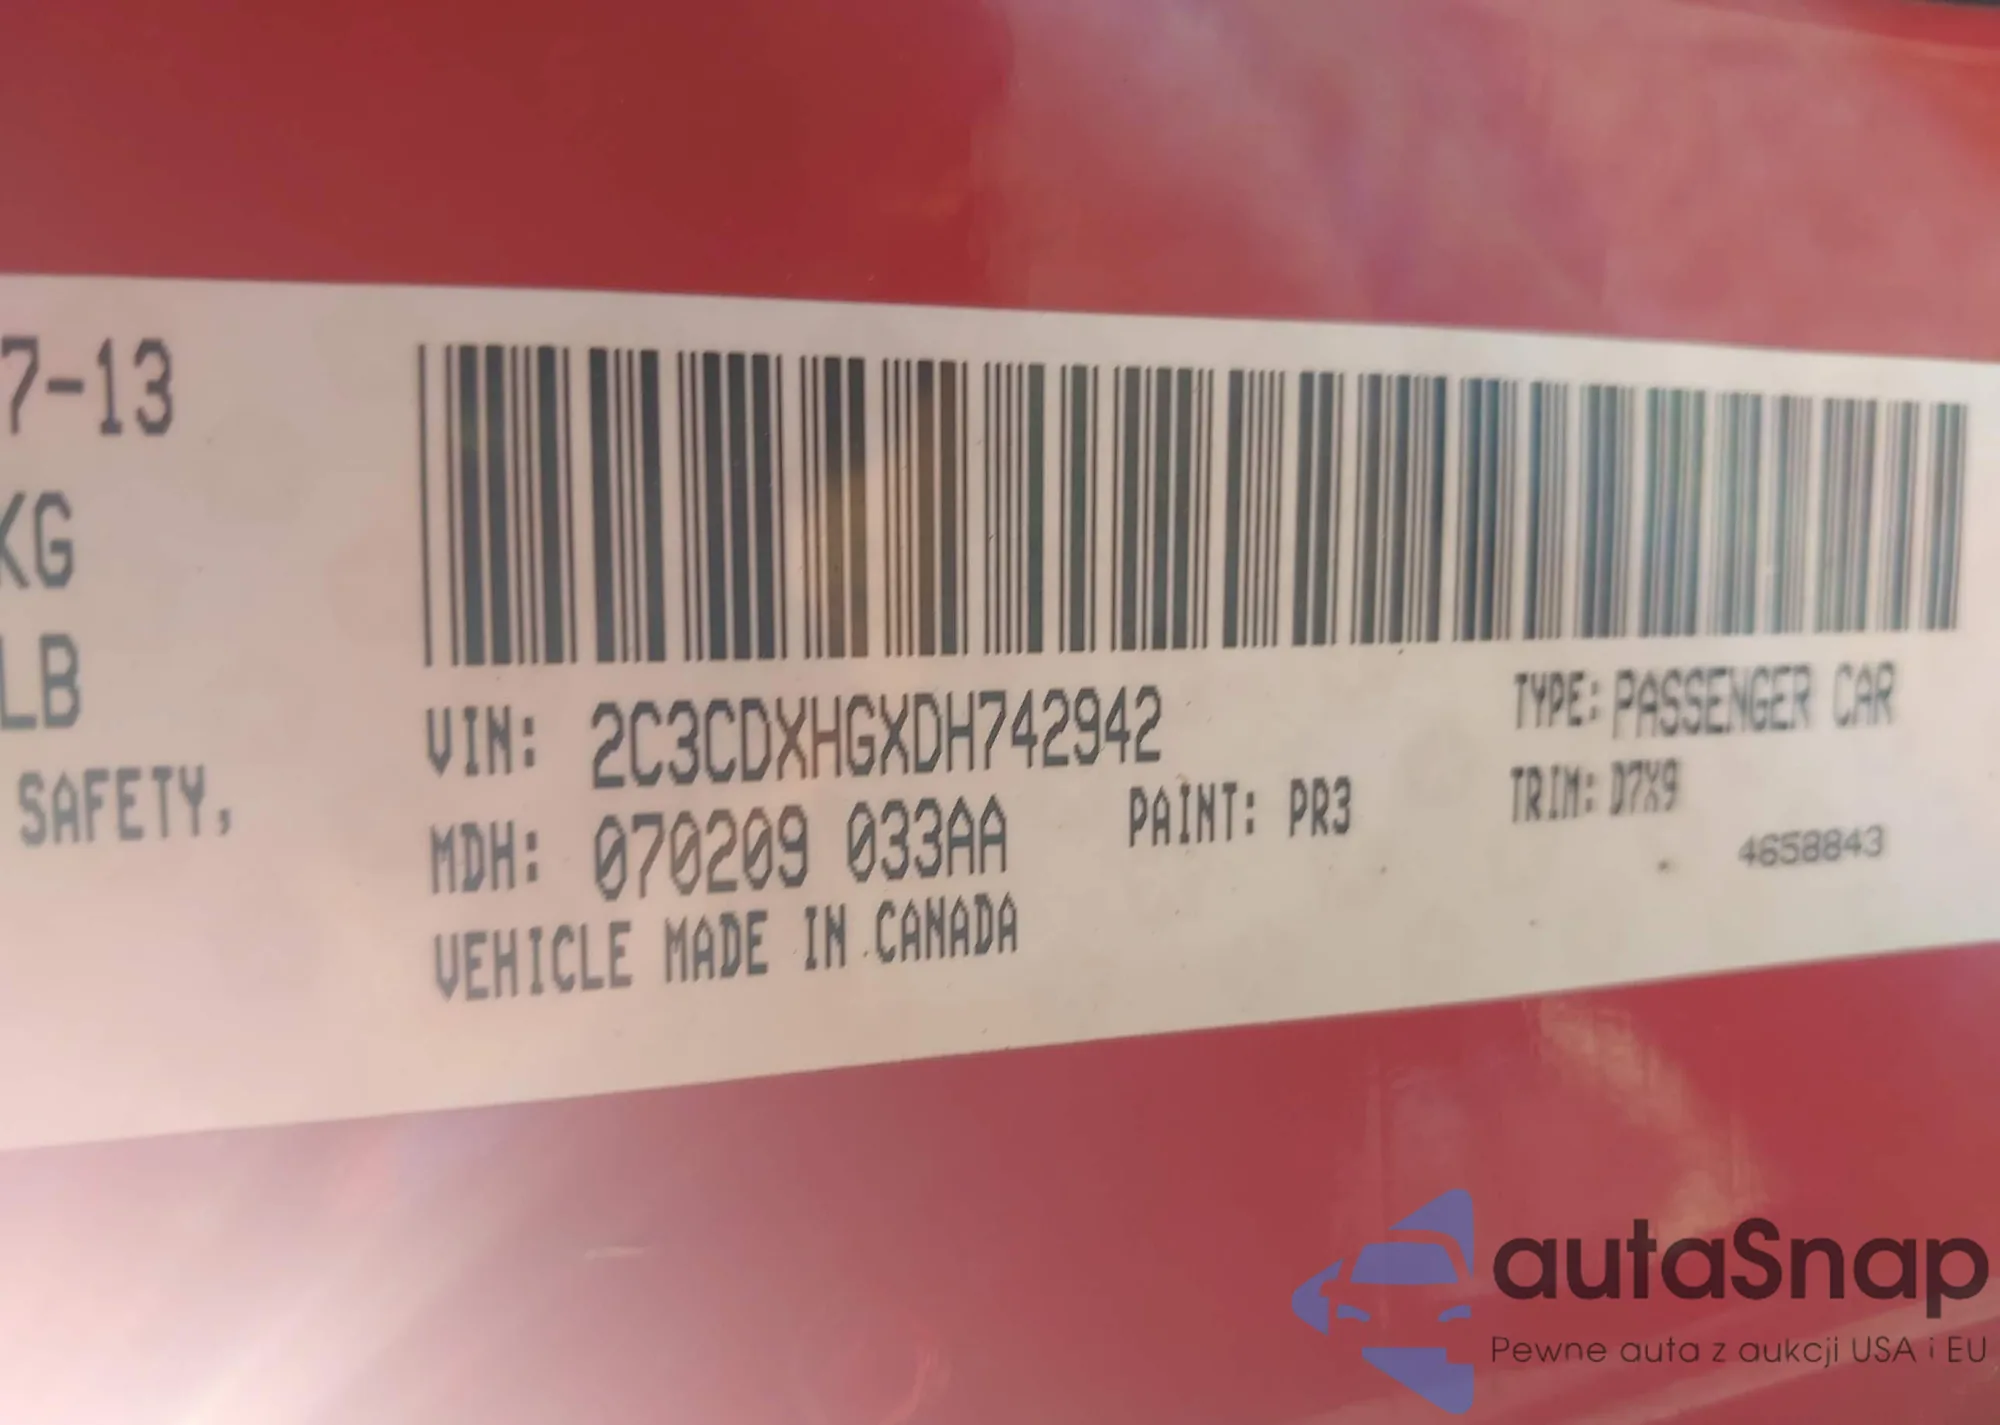 7-13
KG
LB
SAFETY,
VIN: 2C3CDXHGXDH742942
TYPE: PASSENGER CAR
MDH: 070209 033AA
PAINT: PR3
TRIM: D7X9
4658843
VEHICLE MADE IN CANADA
autaSnap
Pewne auta z aukcji USA i EU